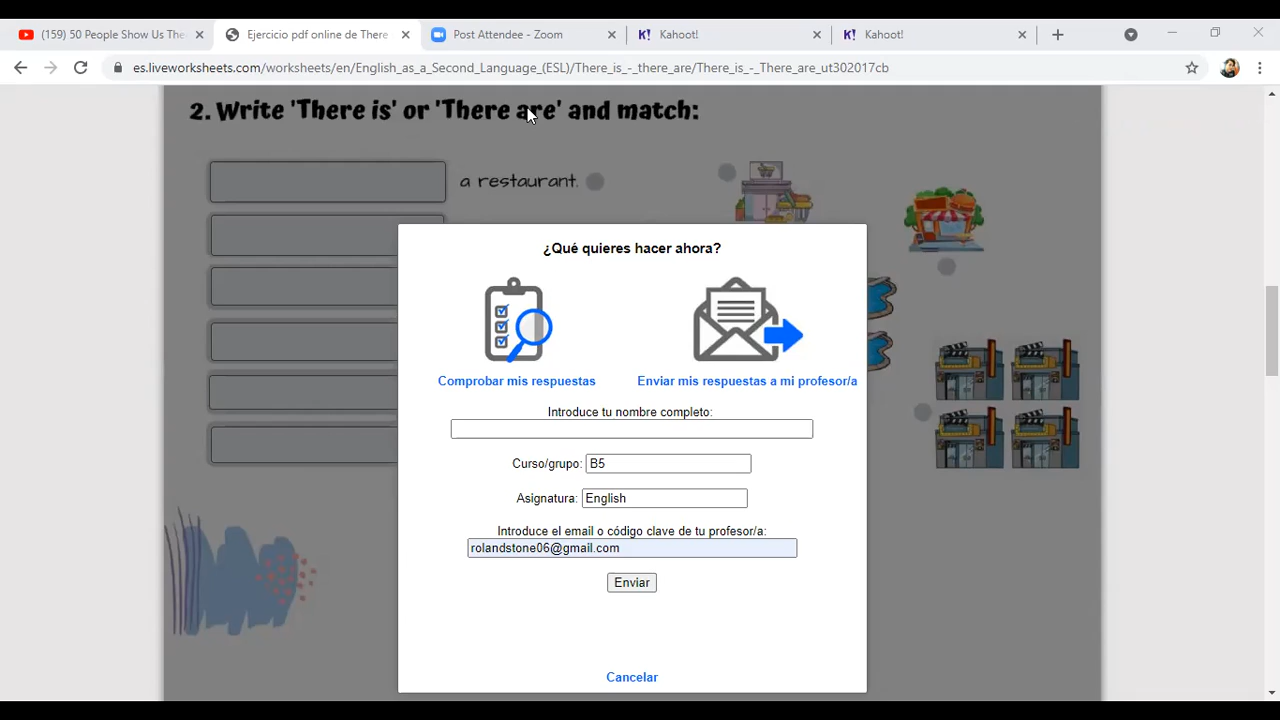 (159) 50 People Show Us The
Ejercicio pdf online de There
Post Attendee - Zoom
Kahoot!
Kahoot!
es.liveworksheets.com/worksheets/en/English_as_a_Second_Language_(ESL)/There_is_-_there_are/There_is_-_There_are_ut302017cb
2. Write 'There is' or 'There are' and match:
a restaurant.
¿Qué quieres hacer ahora?
Comprobar mis respuestas
Enviar mis respuestas a mi profesor/a
Introduce tu nombre completo:
Curso/grupo: B5
Asignatura: English
Introduce el email o código clave de tu profesor/a:
rolandstone06@gmail.com
Enviar
Cancelar